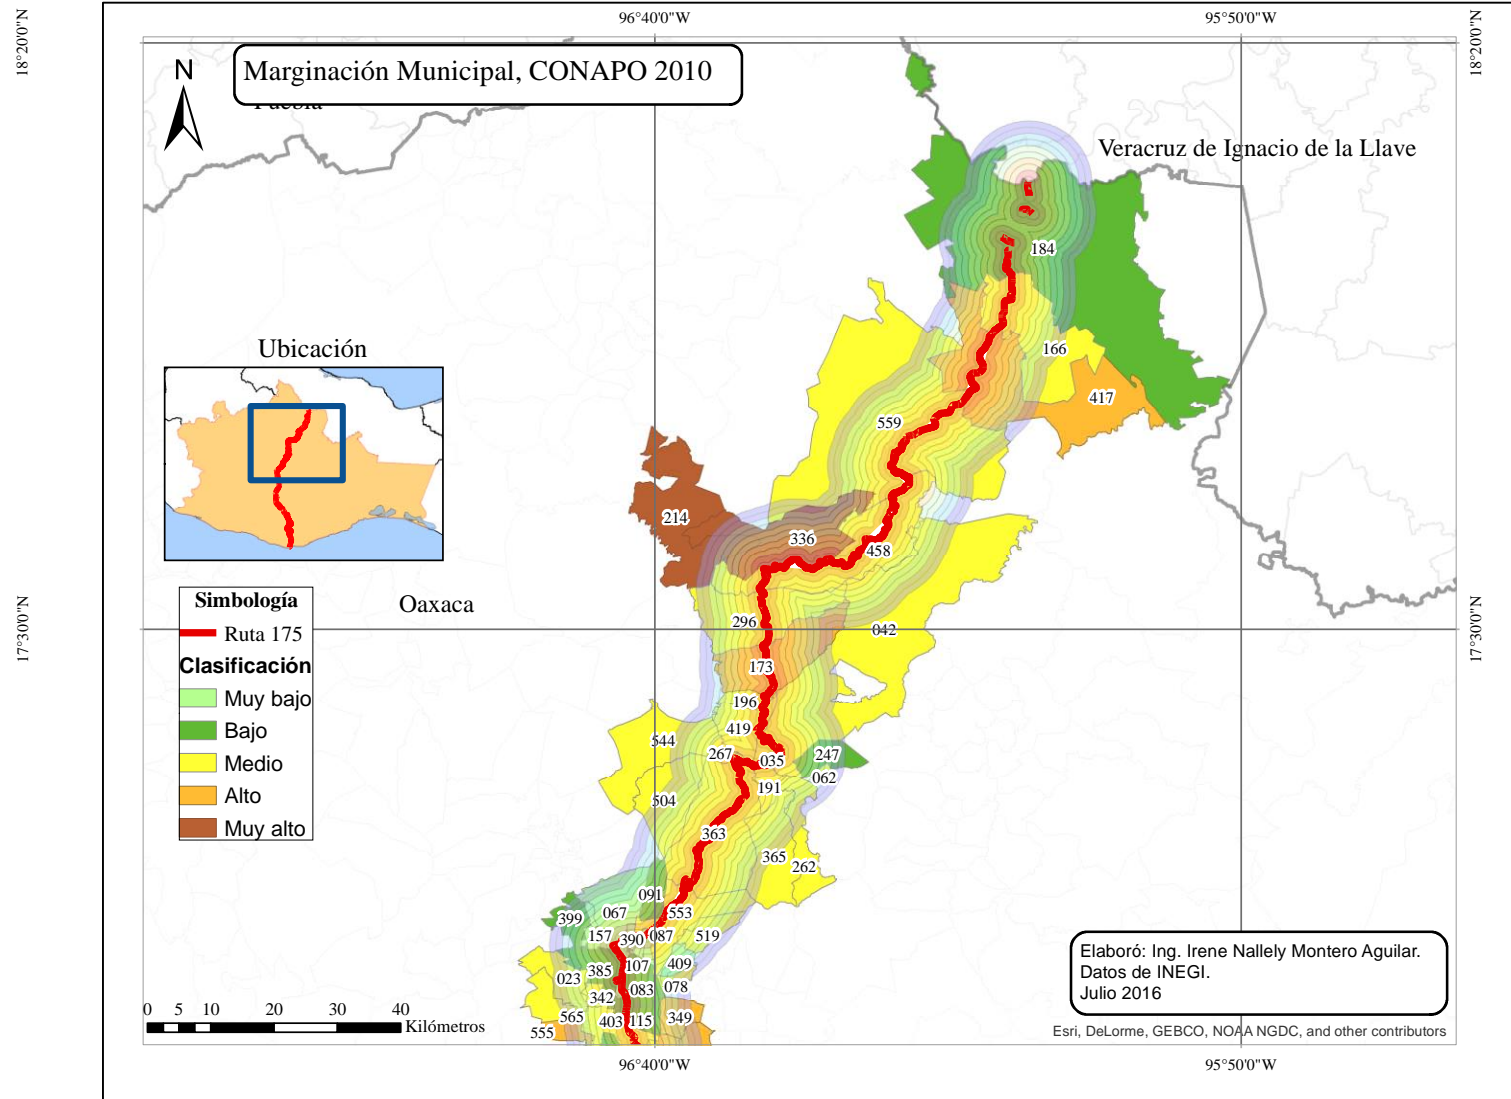 96°40'0"W
95°50'0"W
18°20'0"N
18°20'0"N
N
Marginación Municipal, CONAPO 2010
Puebla
Veracruz de Ignacio de la Llave
184
Ubicación
166
417
559
214
336
458
Simbología
Oaxaca
Ruta 175
17°30'0"N
17°30'0"N
296
042
Clasificación
173
Muy bajo
196
Bajo
419
544
267
035
247
Medio
062
191
Alto
504
Muy alto
363
365
262
091
399
067
553
157
390
087
519
Elaboró: Ing. Irene Nallely Montero Aguilar.
Datos de INEGI.
Julio 2016
107
409
385
023
083
078
342
0 5 10 20 30 40
Kilómetros
565
403
115
349
555
Esri, DeLorme, GEBCO, NOAA NGDC, and other contributors
96°40'0"W
95°50'0"W